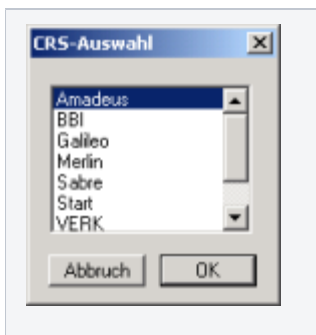 CRS-Auswahl
Amadeus
BBI
Galileo
Merlin
Sabre
Start
VERK
Abbruch
OK